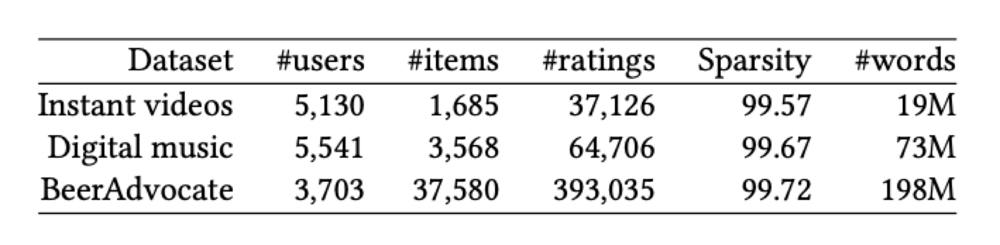 Dataset #users #items #ratings Sparsity #words
Instant videos 5,130 1,685 37,126 99.57 19M
Digital music 5,541 3,568 64,706 99.67 73M
BeerAdvocate 3,703 37,580 393,035 99.72 198M